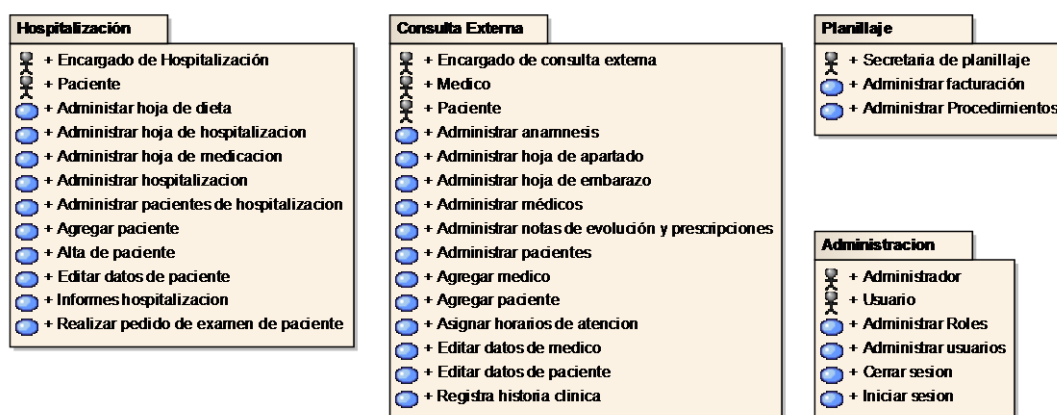 Hospitalización
+ Encargado de Hospitalización
+ Paciente
+ Administar hoja de dieta
+ Administrar hoja de hospitalizacion
+ Administrar hoja de medicacion
+ Administrar hospitalizacion
+ Administrar pacientes de hospitalizacion
+ Agregar paciente
+ Alta de paciente
+ Editar datos de paciente
+ Informes hospitalizacion
+ Realizar pedido de examen de paciente
Consulta Externa
+ Encargado de consulta externa
+ Medico
+ Paciente
+ Administrar anamnesis
+ Administrar hoja de apartado
+ Administrar hoja de embarazo
+ Administrar médicos
+ Administrar notas de evolución y prescripciones
+ Administrar pacientes
+ Agregar medico
+ Agregar paciente
+ Asignar horarios de atencion
+ Editar datos de medico
+ Editar datos de paciente
+ Registra historia clinica
Planillaje
+ Secretaria de planillaje
+ Administrar facturación
+ Administrar Procedimientos
Administracion
+ Administrador
+ Usuario
+ Administrar Roles
+ Administrar usuarios
+ Cerrar sesion
+ Iniciar sesion